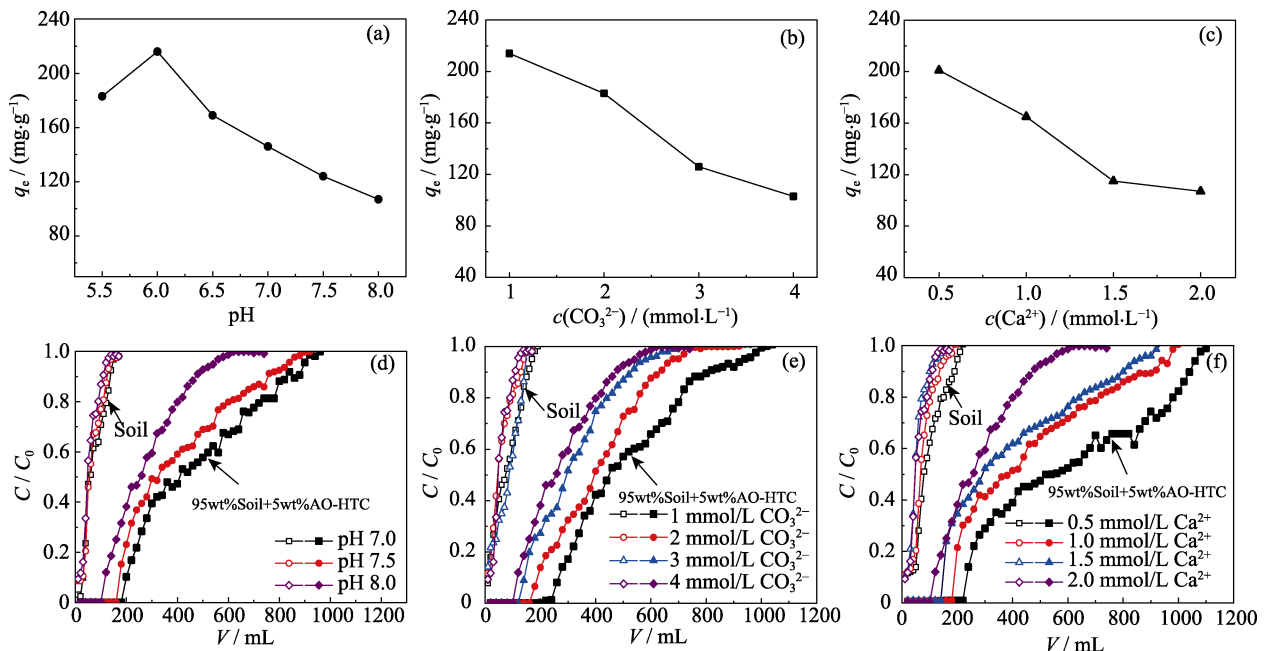 (a)
240
200
160
120
80
40
qe / (mg·g⁻¹)
5.5 6.0 6.5 7.0 7.5 8.0
pH
(b)
240
200
160
120
80
40
qe / (mg·g⁻¹)
1 2 3 4
c(CO₃²⁻) / (mmol·L⁻¹)
(c)
240
200
160
120
80
40
qe / (mg·g⁻¹)
0.5 1.0 1.5 2.0
c(Ca²⁺) / (mmol·L⁻¹)
(d)
1.0
0.8
0.6
0.4
0.2
0
C / C₀
Soil
95wt%Soil+5wt%AO-HTC
pH 7.0
pH 7.5
pH 8.0
0 200 400 600 800 1000 1200
V / mL
(e)
1.0
0.8
0.6
0.4
0.2
0
C / C₀
Soil
95wt%Soil+5wt%AO-HTC
1 mmol/L CO₃²⁻
2 mmol/L CO₃²⁻
3 mmol/L CO₃²⁻
4 mmol/L CO₃²⁻
0 200 400 600 800 1000 1200
V / mL
(f)
1.0
0.8
0.6
0.4
0.2
0
C / C₀
Soil
95wt%Soil+5wt%AO-HTC
0.5 mmol/L Ca²⁺
1.0 mmol/L Ca²⁺
1.5 mmol/L Ca²⁺
2.0 mmol/L Ca²⁺
0 200 400 600 800 1000 1200
V / mL